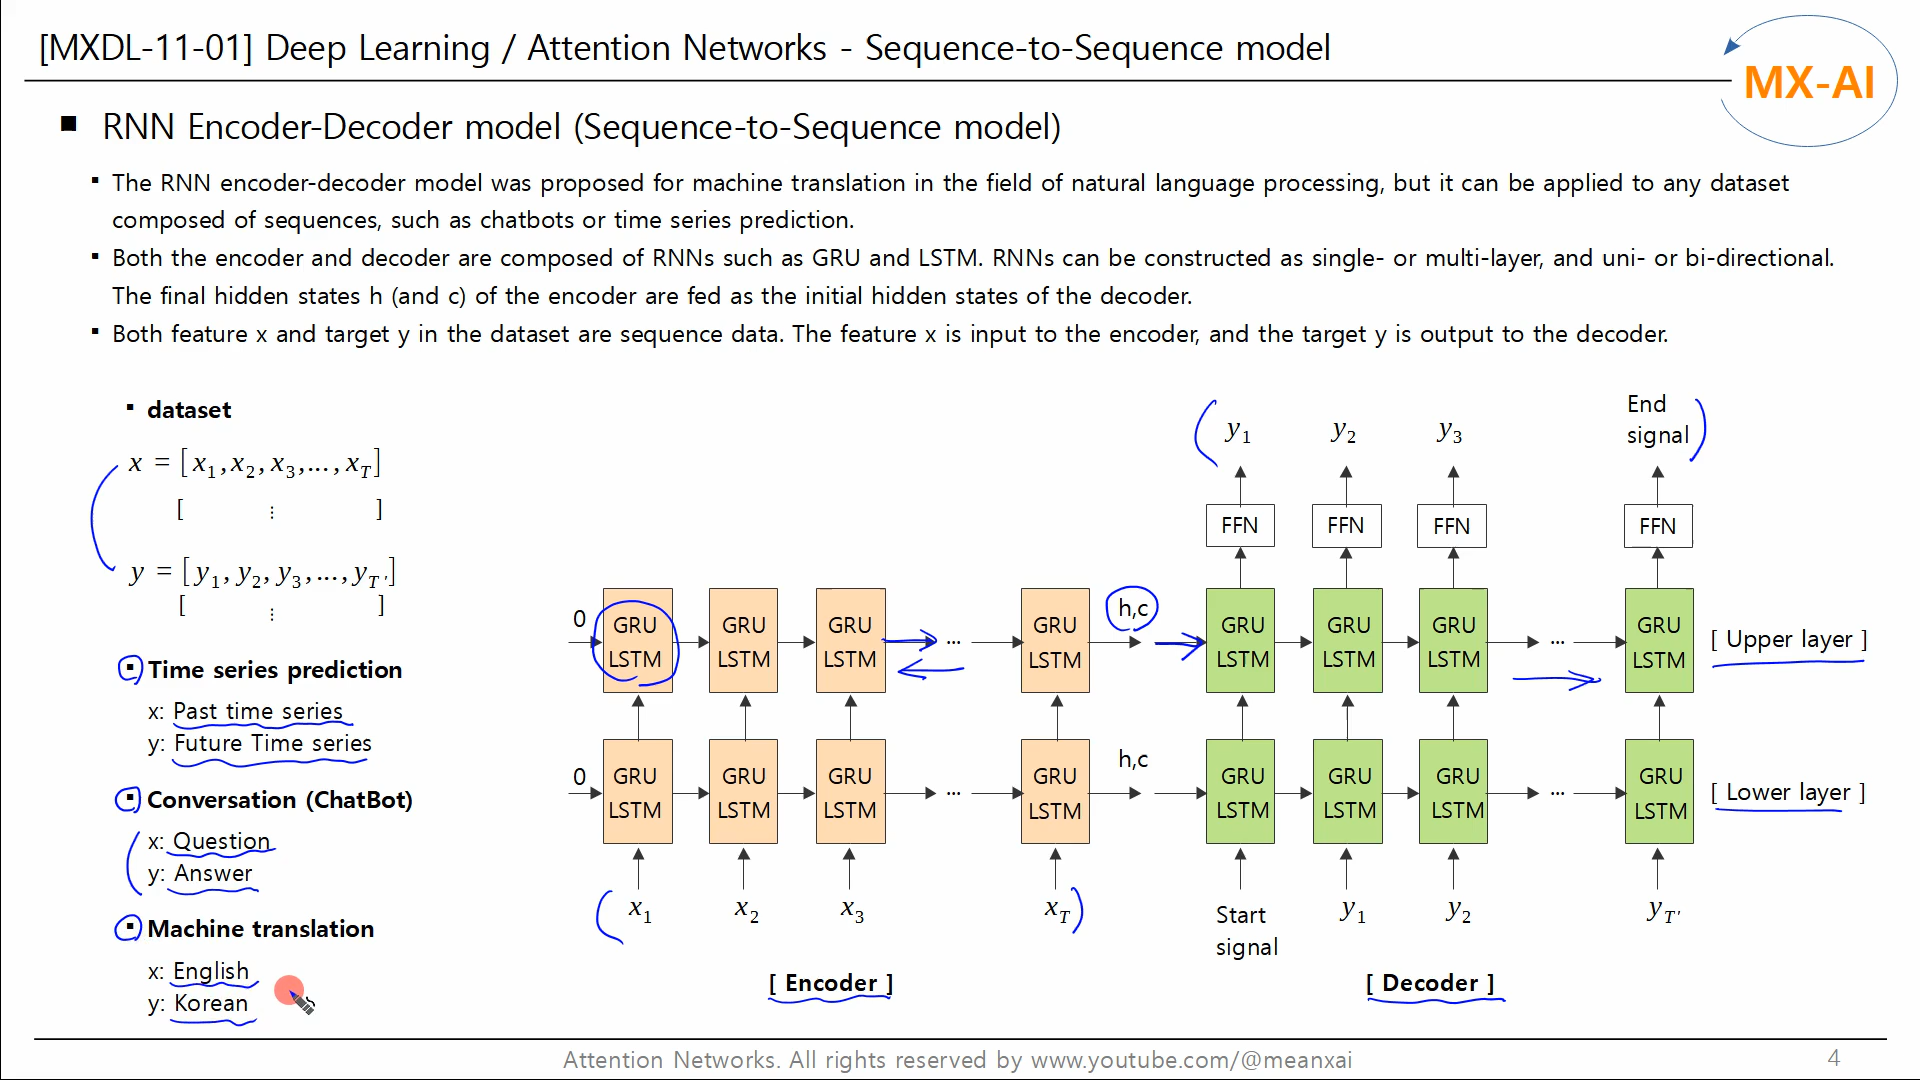 [MXDL-11-01] Deep Learning / Attention Networks - Sequence-to-Sequence model
MX-AI
■ RNN Encoder-Decoder model (Sequence-to-Sequence model)
▪ The RNN encoder-decoder model was proposed for machine translation in the field of natural language processing, but it can be applied to any dataset
composed of sequences, such as chatbots or time series prediction.
▪ Both the encoder and decoder are composed of RNNs such as GRU and LSTM. RNNs can be constructed as single- or multi-layer, and uni- or bi-directional.
The final hidden states h (and c) of the encoder are fed as the initial hidden states of the decoder.
▪ Both feature x and target y in the dataset are sequence data. The feature x is input to the encoder, and the target y is output to the decoder.
▪ dataset
x = [x₁, x₂, x₃, ..., x_T]
[ ⋮ ]
y = [y₁, y₂, y₃, ..., y_T']
[ ⋮ ]
▪ Time series prediction
x: Past time series
y: Future Time series
▪ Conversation (ChatBot)
x: Question
y: Answer
▪ Machine translation
x: English
y: Korean
y₁ y₂ y₃ End
signal
FFN FFN FFN FFN
0 GRU GRU GRU ... GRU h,c GRU GRU GRU ... GRU [ Upper layer ]
LSTM LSTM LSTM LSTM LSTM LSTM LSTM LSTM
0 GRU GRU GRU ... GRU h,c GRU GRU GRU ... GRU [ Lower layer ]
LSTM LSTM LSTM LSTM LSTM LSTM LSTM LSTM
x₁ x₂ x₃ x_T Start y₁ y₂ y_T'
signal
[ Encoder ] [ Decoder ]
Attention Networks. All rights reserved by www.youtube.com/@meanxai
4